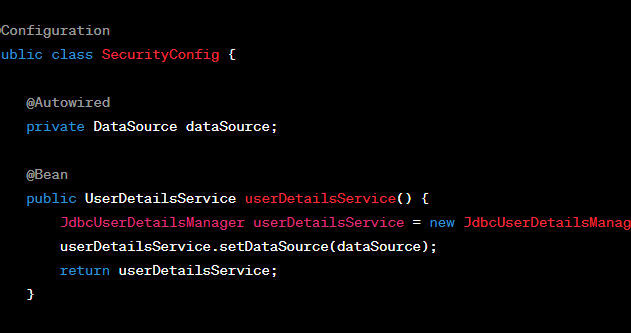 Configuration
ublic class SecurityConfig {
@Autowired
private DataSource dataSource;
@Bean
public UserDetailsService userDetailsService() {
JdbcUserDetailsManager userDetailsService = new JdbcUserDetailsManag
userDetailsService.setDataSource(dataSource);
return userDetailsService;
}